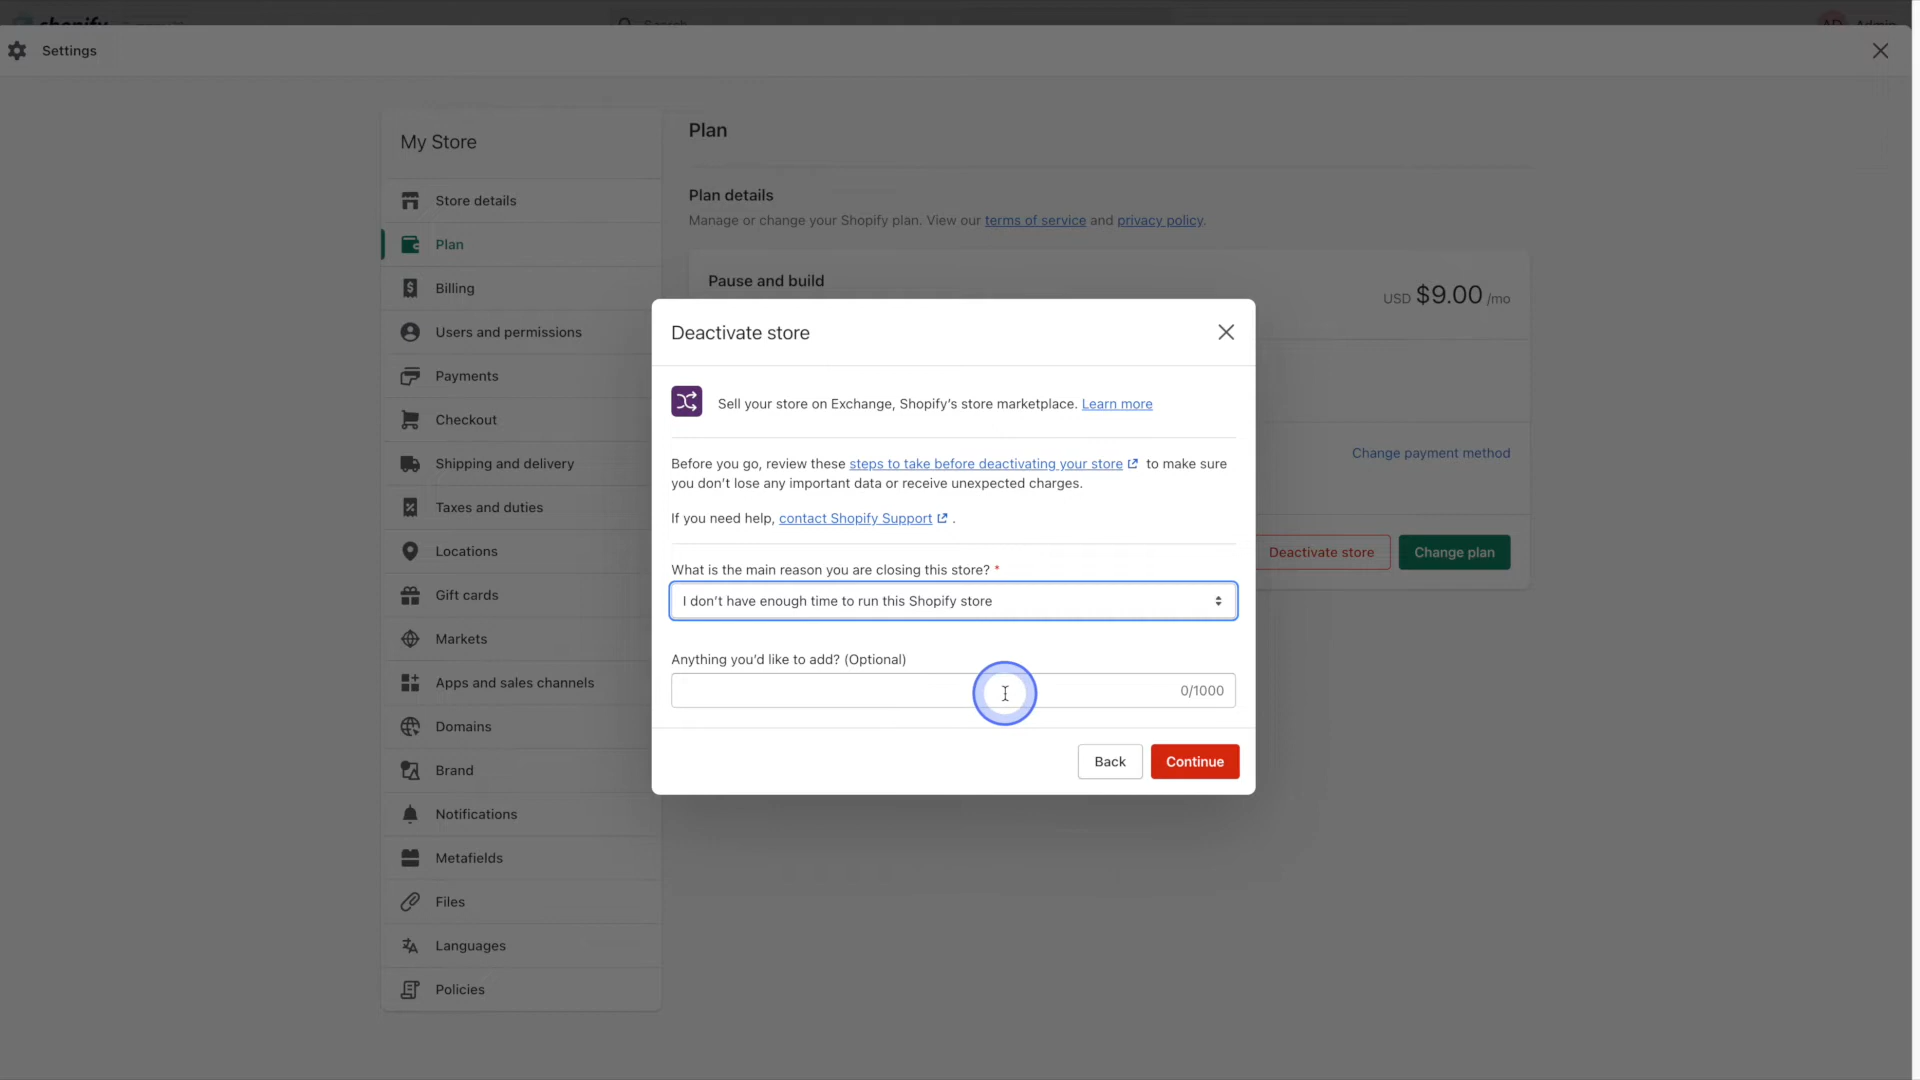 Settings
My Store
Store details
Plan
Billing
Users and permissions
Payments
Checkout
Shipping and delivery
Taxes and duties
Locations
Gift cards
Markets
Apps and sales channels
Domains
Brand
Notifications
Metafields
Files
Languages
Policies
Plan
Plan details
Manage or change your Shopify plan. View our terms of service and privacy policy.
Pause and build
USD $9.00 /mo
Change payment method
Deactivate store
Change plan
Deactivate store
Sell your store on Exchange, Shopify’s store marketplace. Learn more
Before you go, review these steps to take before deactivating your store to make sure
you don’t lose any important data or receive unexpected charges.
If you need help, contact Shopify Support .
What is the main reason you are closing this store? *
I don’t have enough time to run this Shopify store
Anything you’d like to add? (Optional)
0/1000
Back
Continue